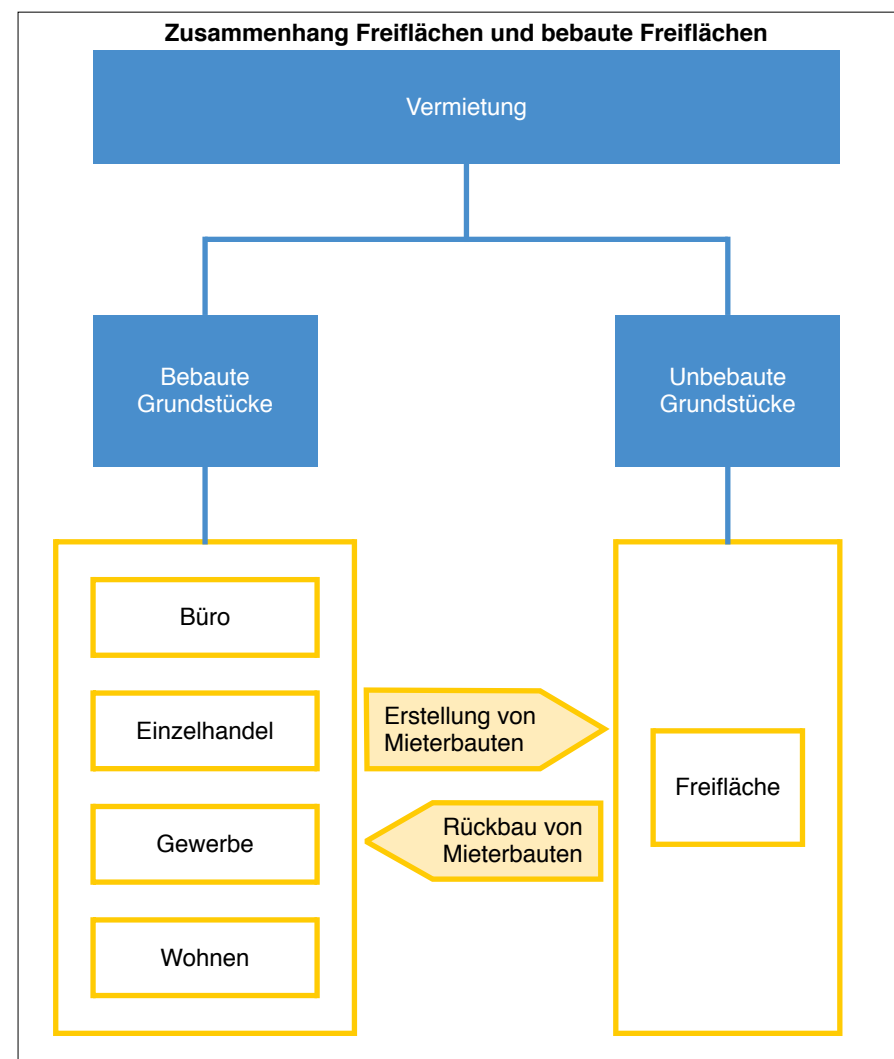 Zusammenhang Freiflächen und bebaute Freiflächen
Vermietung
Bebaute
Grundstücke
Unbebaute
Grundstücke
Büro
Einzelhandel
Gewerbe
Wohnen
Erstellung von
Mieterbauten
Rückbau von
Mieterbauten
Freifläche